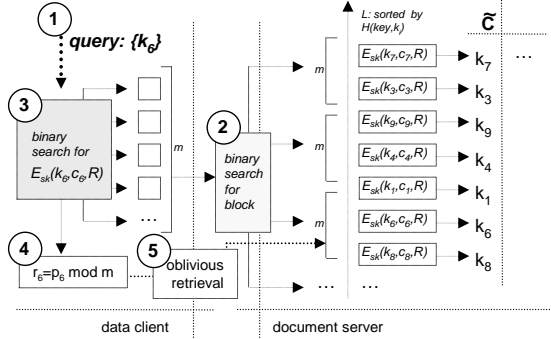 1
query: {k6}
L: sorted by
H(key,ki)
C̃
3
binary
search for
Esk(k6,c6,R)
...
m
2
binary
search
for
block
...
m
m
Esk(k7,c7,R)
k7
...
Esk(k3,c3,R)
k3
Esk(k9,c9,R)
k9
Esk(k4,c4,R)
k4
Esk(k1,c1,R)
k1
Esk(k6,c6,R)
k6
Esk(k8,c8,R)
k8
...
4
r6=p6 mod m
5
oblivious
retrieval
data client
document server